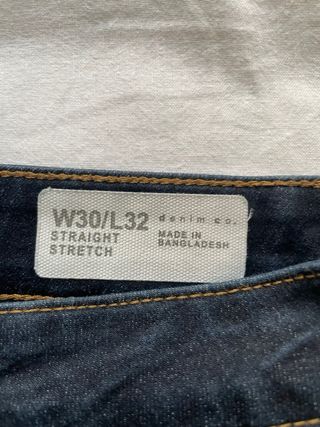 W30/L32
STRAIGHT
STRETCH
denim co.
MADE IN
BANGLADESH